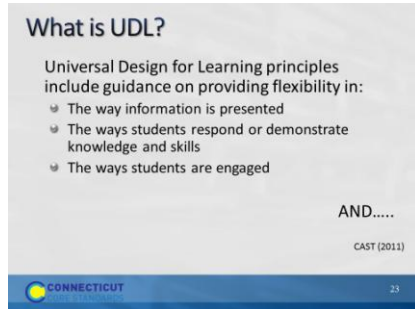 What is UDL?
Universal Design for Learning principles
include guidance on providing flexibility in:
The way information is presented
The ways students respond or demonstrate
knowledge and skills
The ways students are engaged
AND.....
CAST (2011)
CONNECTICUT
CORE STANDARDS
23